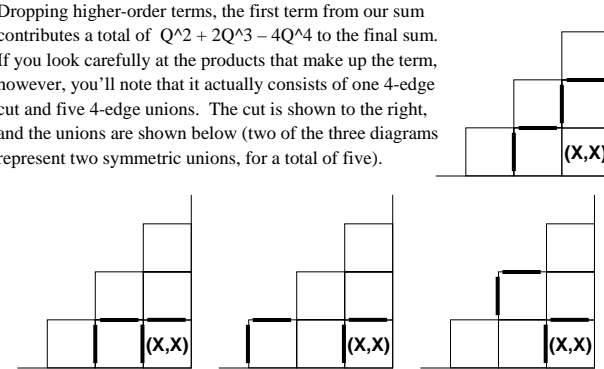 Dropping higher-order terms, the first term from our sum
contributes a total of Q^2 + 2Q^3 – 4Q^4 to the final sum.
If you look carefully at the products that make up the term,
however, you’ll note that it actually consists of one 4-edge
cut and five 4-edge unions. The cut is shown to the right,
and the unions are shown below (two of the three diagrams
represent two symmetric unions, for a total of five).
(X,X)
(X,X) (X,X) (X,X)